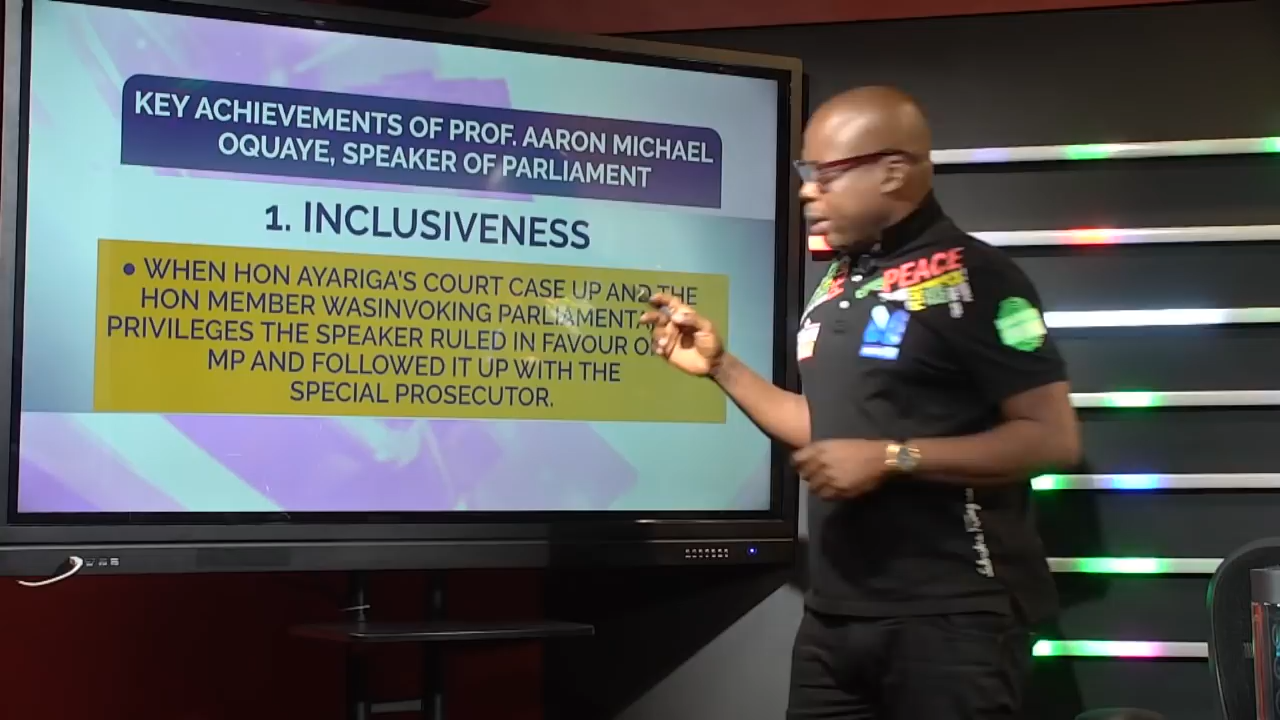 KEY ACHIEVEMENTS OF PROF. AARON MICHAEL
OQUAYE, SPEAKER OF PARLIAMENT
1. INCLUSIVENESS
• WHEN HON AYARIGA'S COURT CASE UP AND THE
HON MEMBER WASINVOKING PARLIAMENTA
PRIVILEGES THE SPEAKER RULED IN FAVOUR O
MP AND FOLLOWED IT UP WITH THE
SPECIAL PROSECUTOR.
PEACE